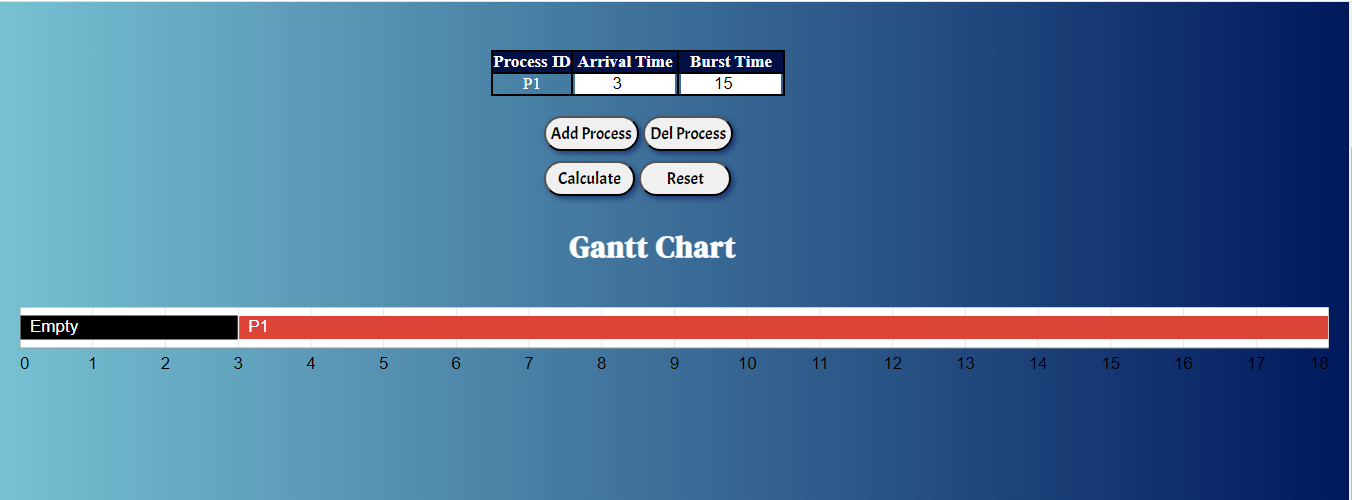 Process ID Arrival Time Burst Time
P1 3 15
Add Process Del Process
Calculate Reset
Gantt Chart
Empty P1
0 1 2 3 4 5 6 7 8 9 10 11 12 13 14 15 16 17 18